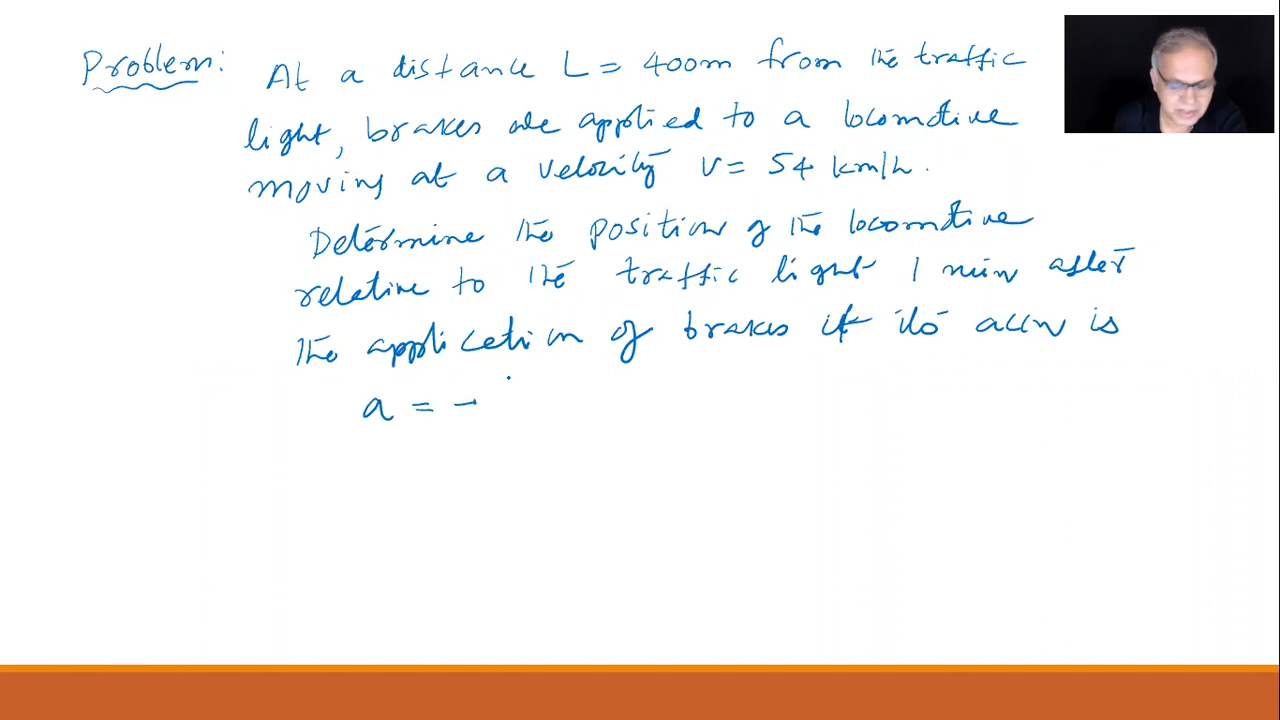 Problem: At a distance L = 400m from the traffic
light, brakes are applied to a locomotive
moving at a velocity v = 54 km/h.
Determine the position of the locomotive
relative to the traffic light 1 min after
the application of brakes if its accn is
a = -